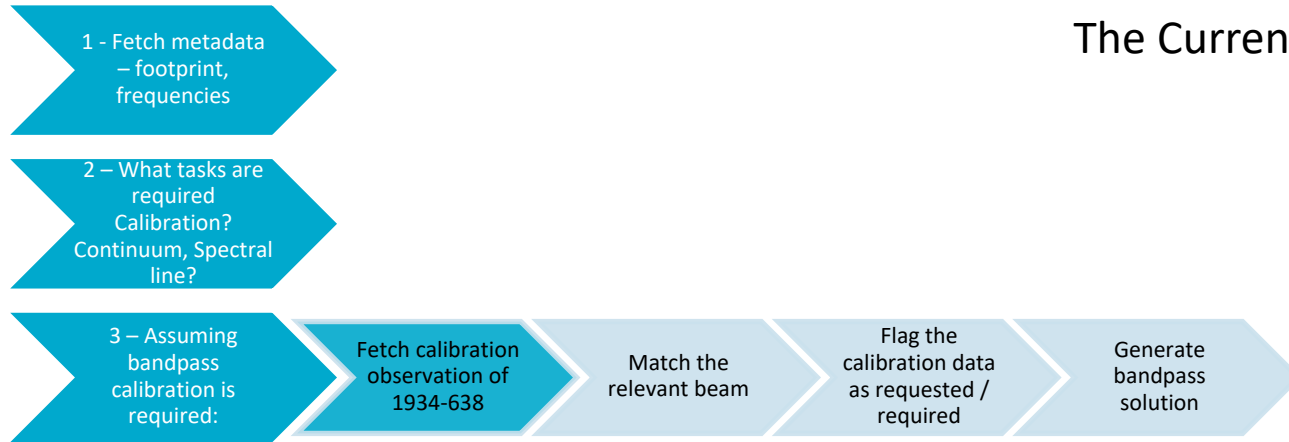 The Curren
1 - Fetch metadata
– footprint,
frequencies
2 – What tasks are
required
Calibration?
Continuum, Spectral
line?
3 – Assuming
bandpass
calibration is
required:
Fetch calibration
observation of
1934-638
Match the
relevant beam
Flag the
calibration data
as requested /
required
Generate
bandpass
solution